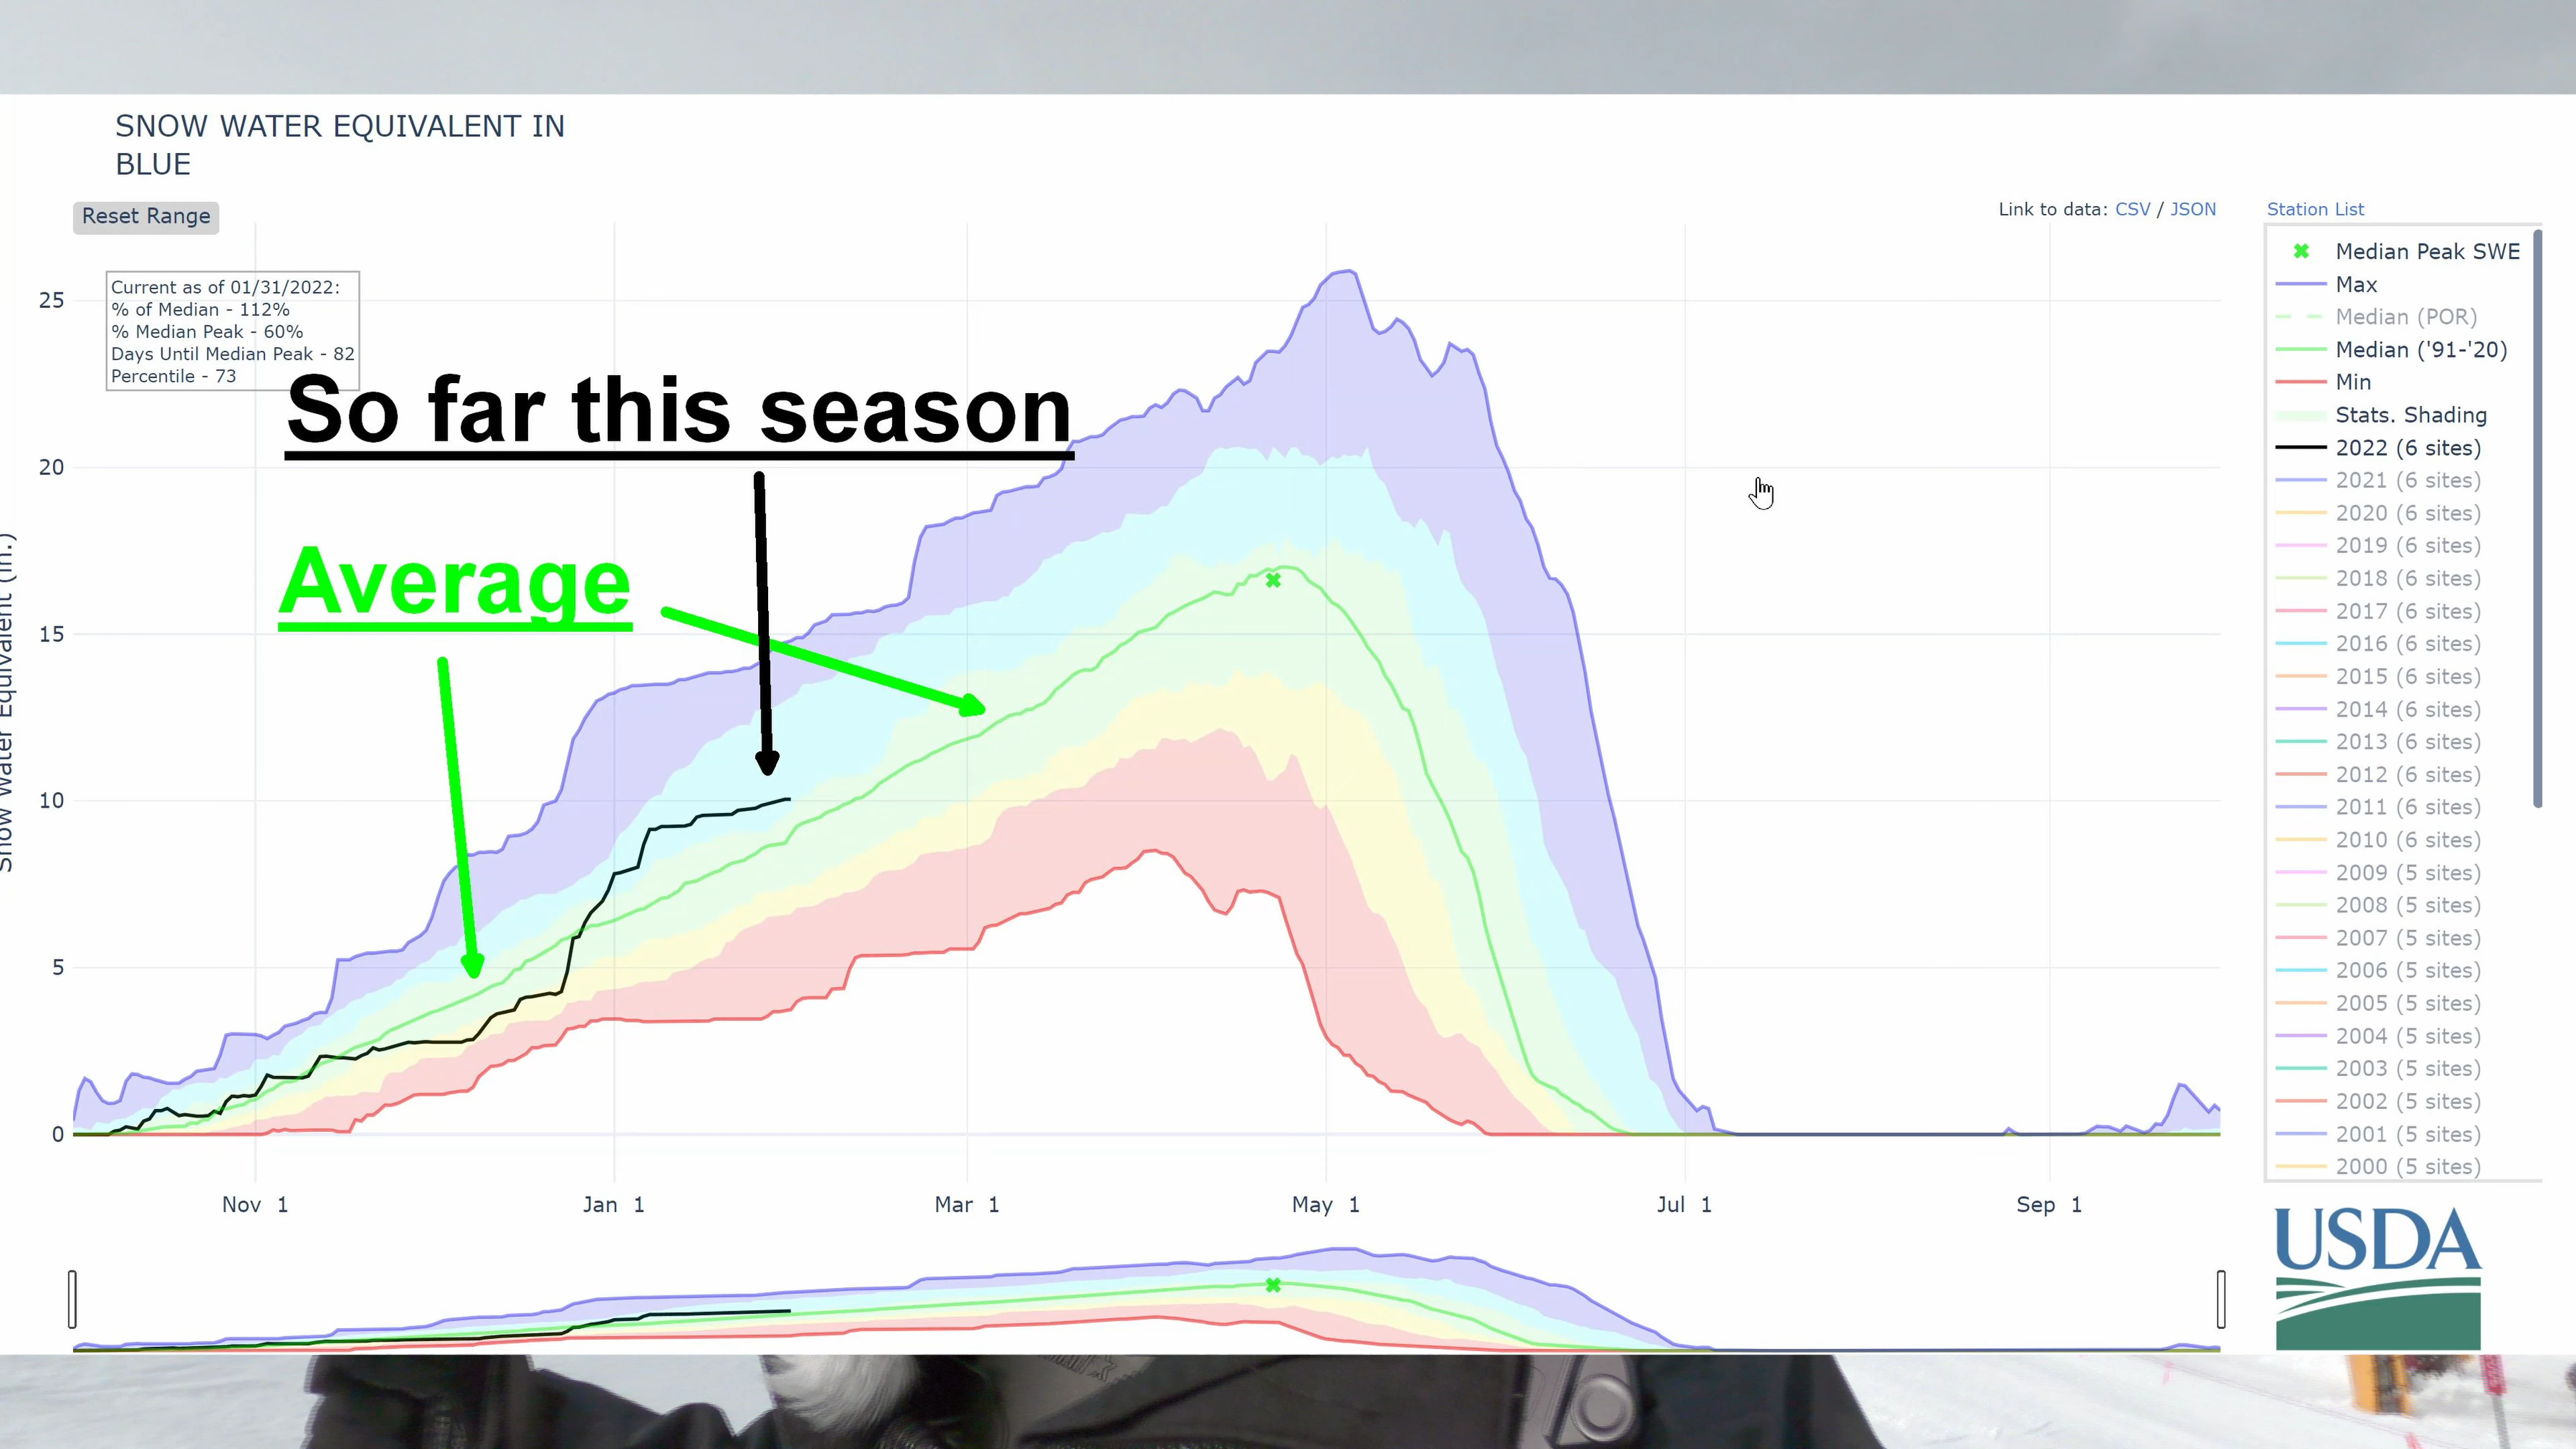 SNOW WATER EQUIVALENT IN
BLUE
Reset Range
Link to data: CSV / JSON
Station List
Current as of 01/31/2022:
% of Median - 112%
% Median Peak - 60%
Days Until Median Peak - 82
Percentile - 73
So far this season
Average
Snow Water Equivalent (in.)
25
20
15
10
5
0
Nov 1
Jan 1
Mar 1
May 1
Jul 1
Sep 1
Median Peak SWE
Max
Median (POR)
Median ('91-'20)
Min
Stats. Shading
2022 (6 sites)
2021 (6 sites)
2020 (6 sites)
2019 (6 sites)
2018 (6 sites)
2017 (6 sites)
2016 (6 sites)
2015 (6 sites)
2014 (6 sites)
2013 (6 sites)
2012 (6 sites)
2011 (6 sites)
2010 (6 sites)
2009 (5 sites)
2008 (5 sites)
2007 (5 sites)
2006 (5 sites)
2005 (5 sites)
2004 (5 sites)
2003 (5 sites)
2002 (5 sites)
2001 (5 sites)
2000 (5 sites)
USDA